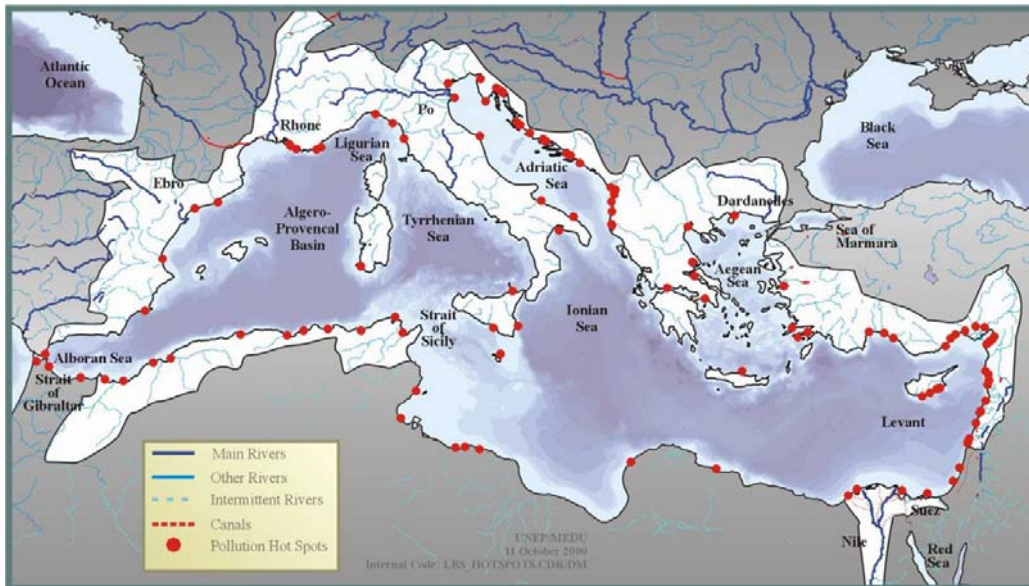 Atlantic
Ocean
Rhone
Po
Ligurian
Sea
Black
Sea
Adriatic
Sea
Ebro
Dardanelles
Algero-
Provencal
Basin
Tyrrhenian
Sea
Sea of
Marmara
Aegean
Sea
Ionian
Sea
Strait
of
Sicily
Alboran Sea
Strait
of
Gibraltar
Levant
Main Rivers
Other Rivers
Intermittent Rivers
Canals
Pollution Hot Spots
Suez
Nile
Red
Sea
UNEP/MEDU
11 October 2000
Internal Code: LBS_HOTSPOTS.CDR/DM